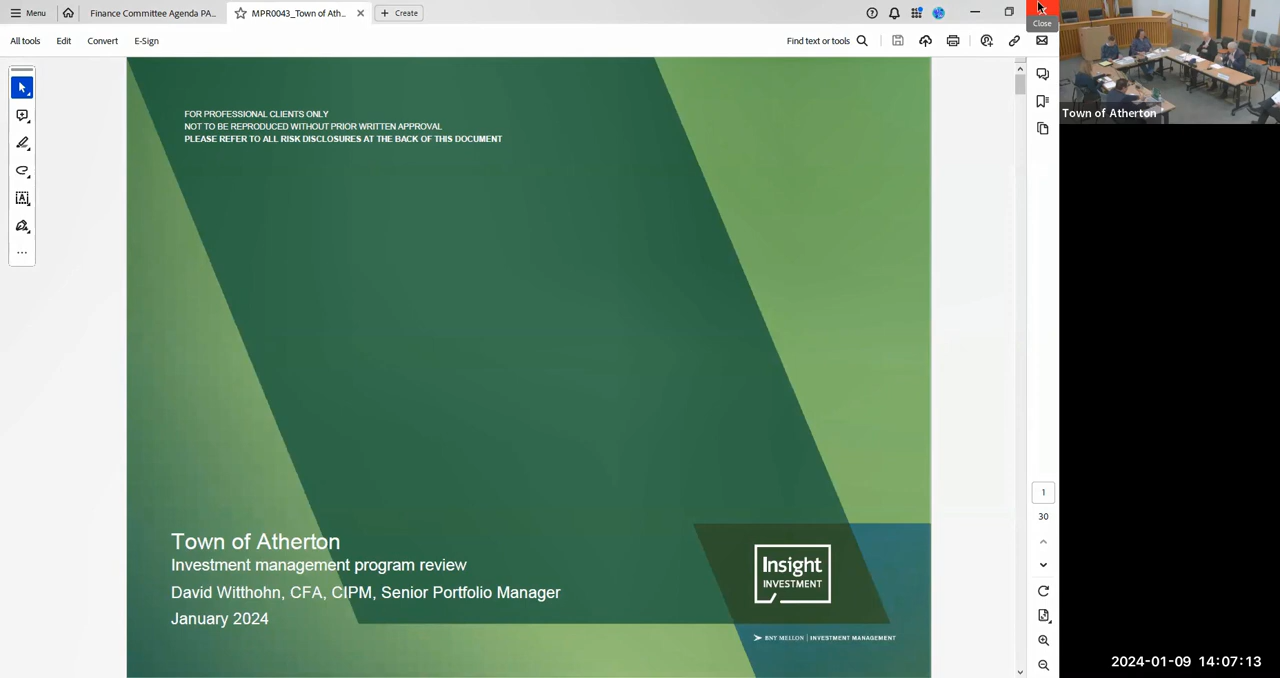 Menu
Finance Committee Agenda PA...
MPR0043_Town of Ath...
Create
Close
All tools
Edit
Convert
E-Sign
Find text or tools
Town of Atherton
FOR PROFESSIONAL CLIENTS ONLY
NOT TO BE REPRODUCED WITHOUT PRIOR WRITTEN APPROVAL
PLEASE REFER TO ALL RISK DISCLOSURES AT THE BACK OF THIS DOCUMENT
1
30
Town of Atherton
Investment management program review
David Witthohn, CFA, CIPM, Senior Portfolio Manager
January 2024
Insight
INVESTMENT
BNY MELLON | INVESTMENT MANAGEMENT
2024-01-09 14:07:13